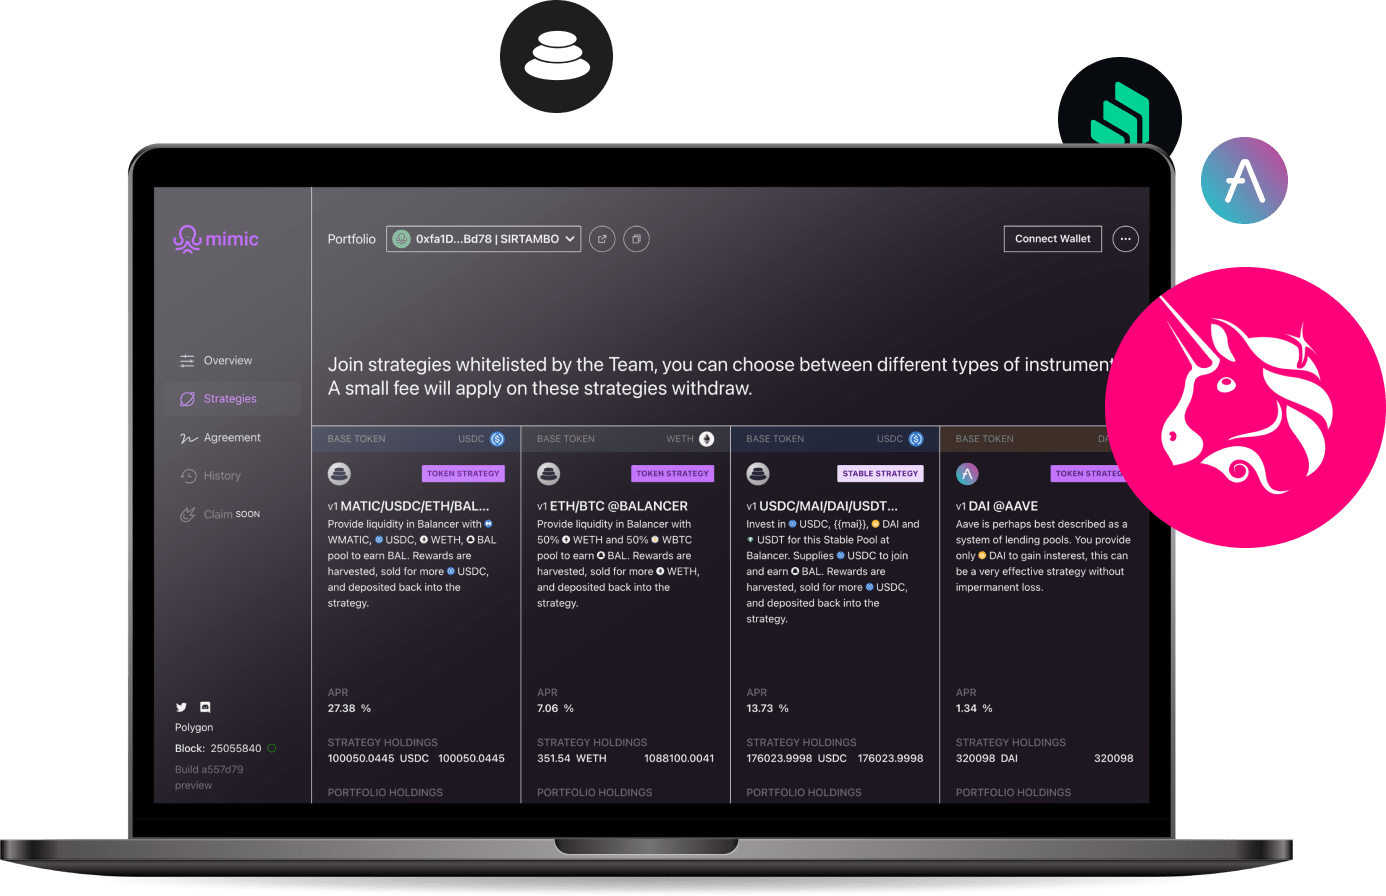 mimic
Portfolio
0xfa1D...Bd78 | SIRTAMBO
Connect Wallet
Overview
Strategies
Agreement
History
Claim SOON
Join strategies whitelisted by the Team, you can choose between different types of instrument
A small fee will apply on these strategies withdraw.
BASE TOKEN USDC
TOKEN STRATEGY
v1 MATIC/USDC/ETH/BAL...
Provide liquidity in Balancer with
WMATIC, USDC, WETH, BAL
pool to earn BAL. Rewards are
harvested, sold for more USDC,
and deposited back into the
strategy.
APR
27.38 %
STRATEGY HOLDINGS
100050.0445 USDC 100050.0445
PORTFOLIO HOLDINGS
BASE TOKEN WETH
TOKEN STRATEGY
v1 ETH/BTC @BALANCER
Provide liquidity in Balancer with
50% WETH and 50% WBTC
pool to earn BAL. Rewards are
harvested, sold for more WETH,
and deposited back into the
strategy.
APR
7.06 %
STRATEGY HOLDINGS
351.54 WETH 1088100.0041
PORTFOLIO HOLDINGS
BASE TOKEN USDC
STABLE STRATEGY
v1 USDC/MAI/DAI/USDT...
Invest in USDC, {{mai}}, DAI and
USDT for this Stable Pool at
Balancer. Supplies USDC to join
and earn BAL. Rewards are
harvested, sold for more USDC,
and deposited back into the
strategy.
APR
13.73 %
STRATEGY HOLDINGS
176023.9998 USDC 176023.9998
PORTFOLIO HOLDINGS
BASE TOKEN DA
TOKEN STRATEG
v1 DAI @AAVE
Aave is perhaps best described as a
system of lending pools. You provide
only DAI to gain insterest, this can
be a very effective strategy without
impermanent loss.
APR
1.34 %
STRATEGY HOLDINGS
320098 DAI 320098
PORTFOLIO HOLDINGS
Polygon
Block: 25055840
Build a557d79
preview